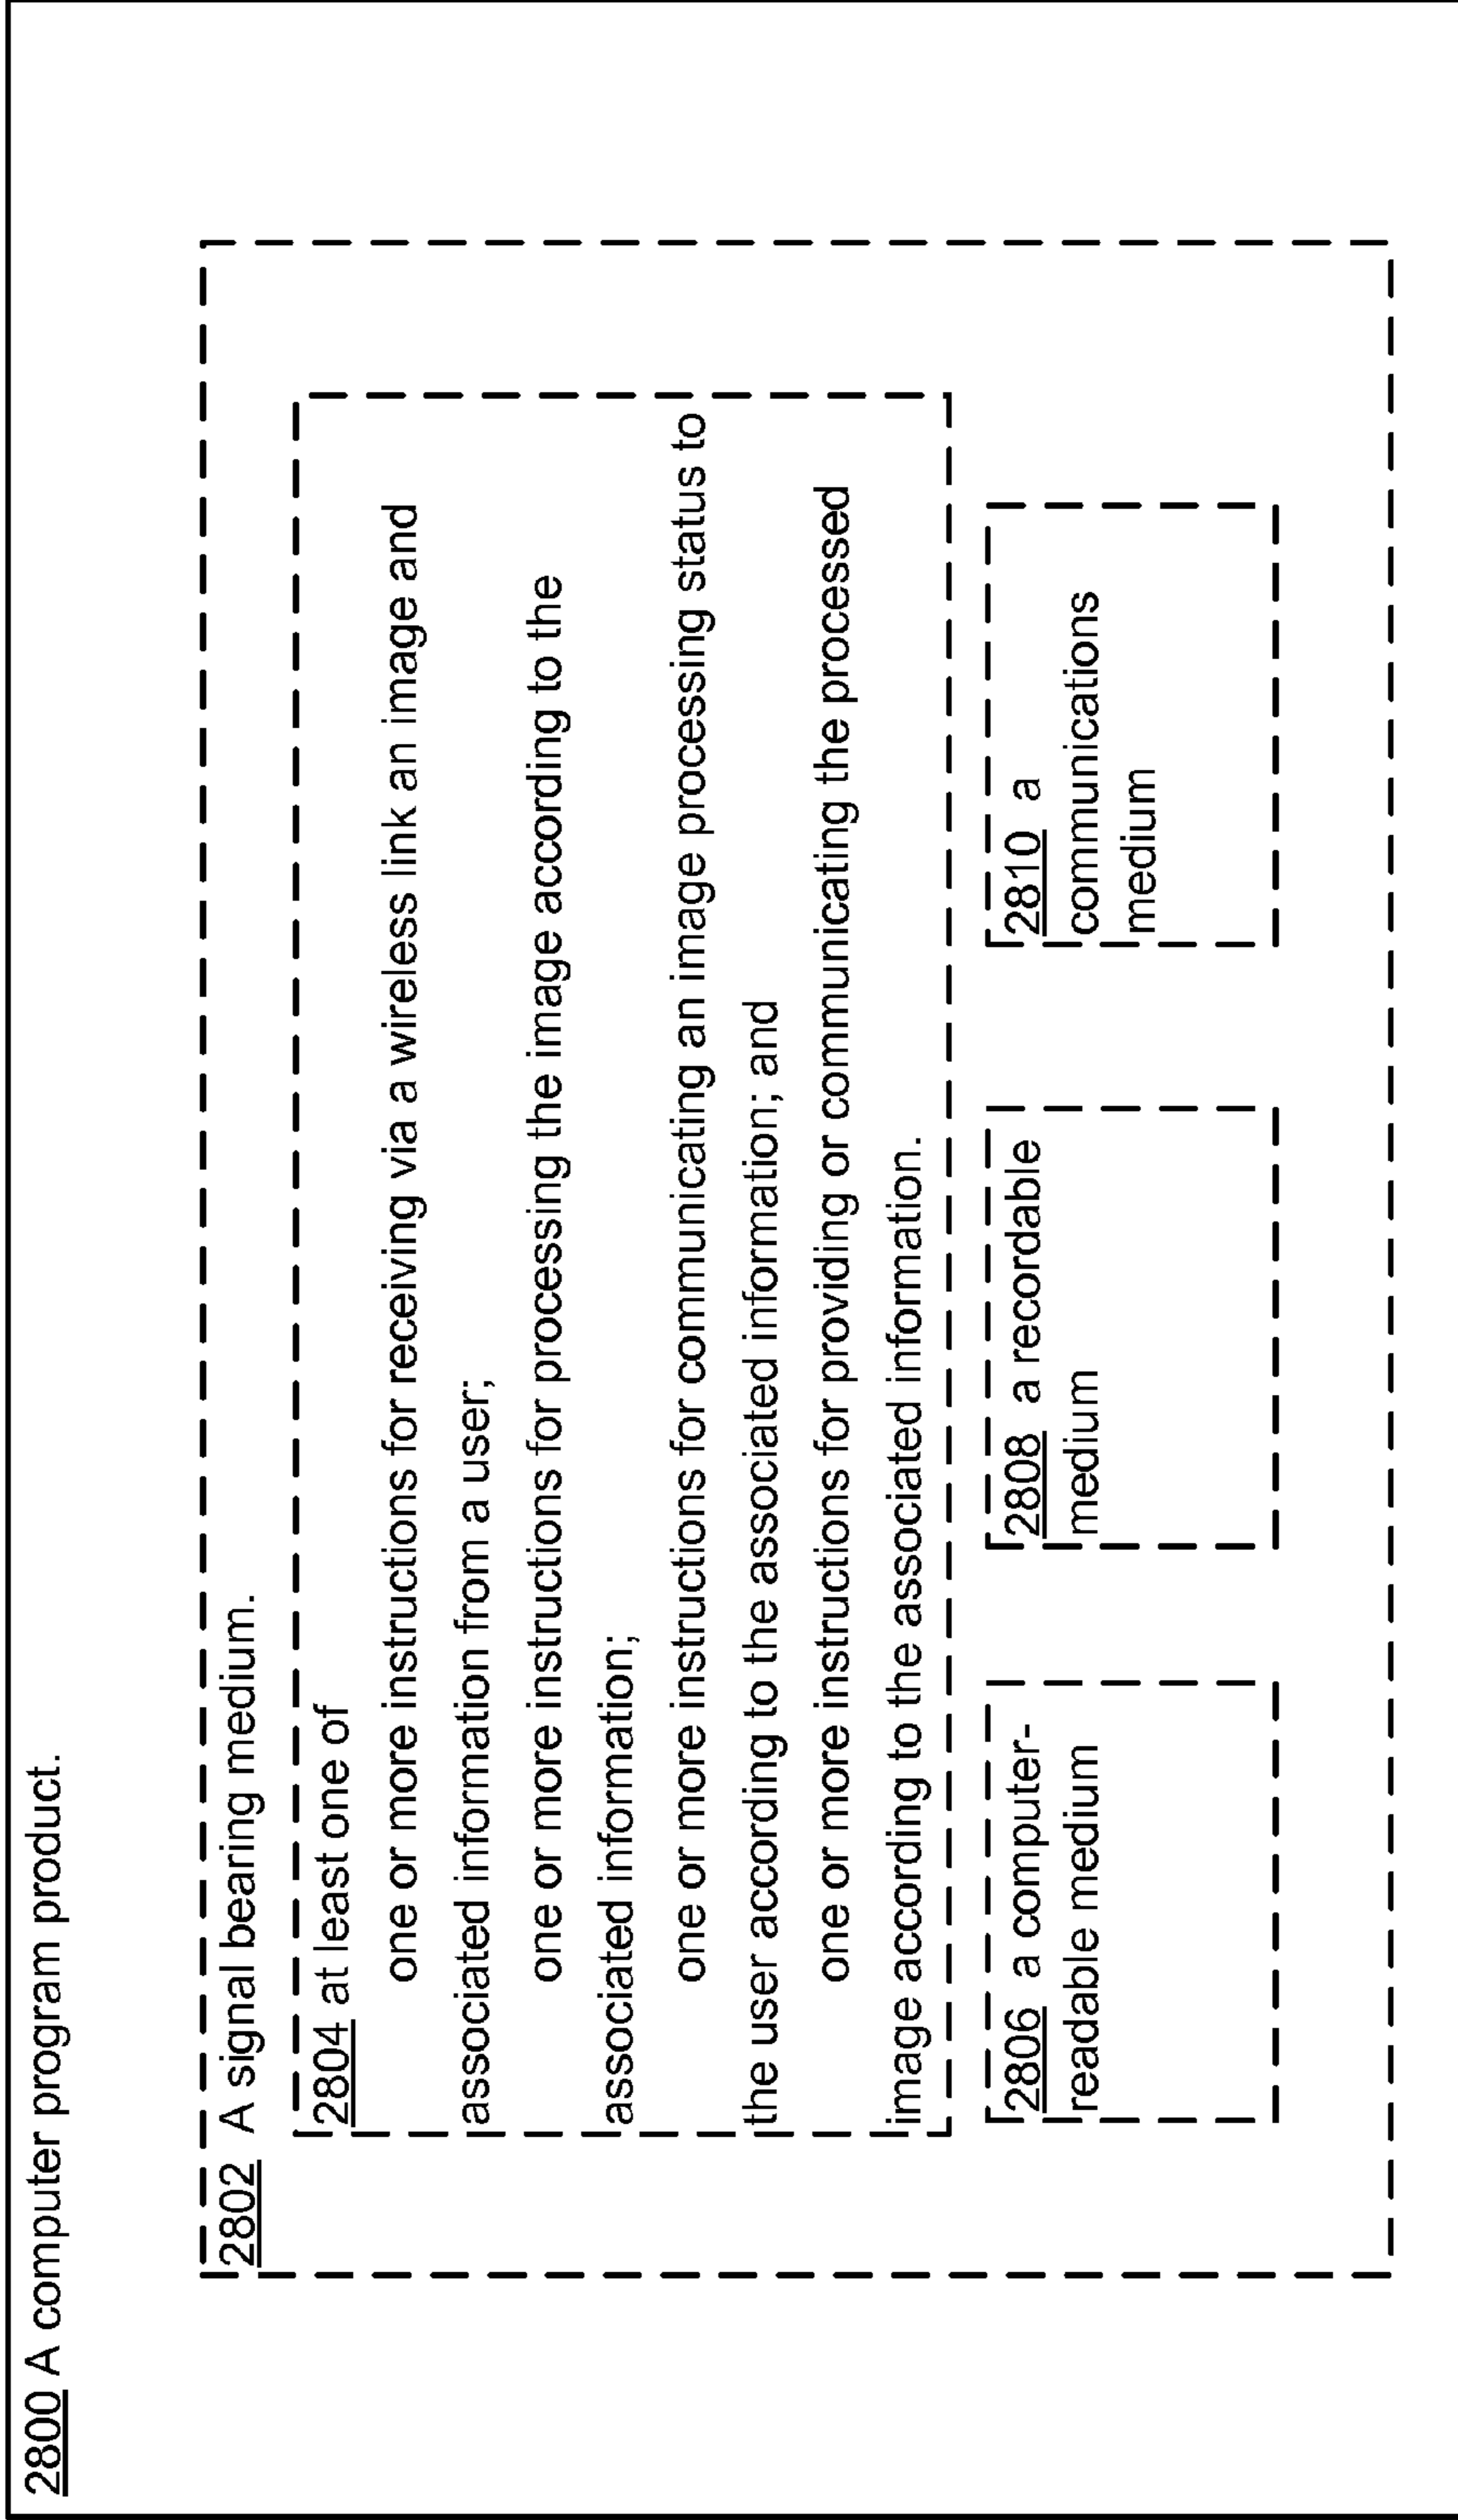 2800 A computer program product.
2802 A signal bearing medium.
2804 at least one of
one or more instructions for receiving via a wireless link an image and
associated information from a user;
one or more instructions for processing the image according to the
associated information;
one or more instructions for communicating an image processing status to
the user according to the associated information; and
one or more instructions for providing or communicating the processed
image according to the associated information.
2806 a computer-
readable medium
2808 a recordable
medium
2810 a
communications
medium